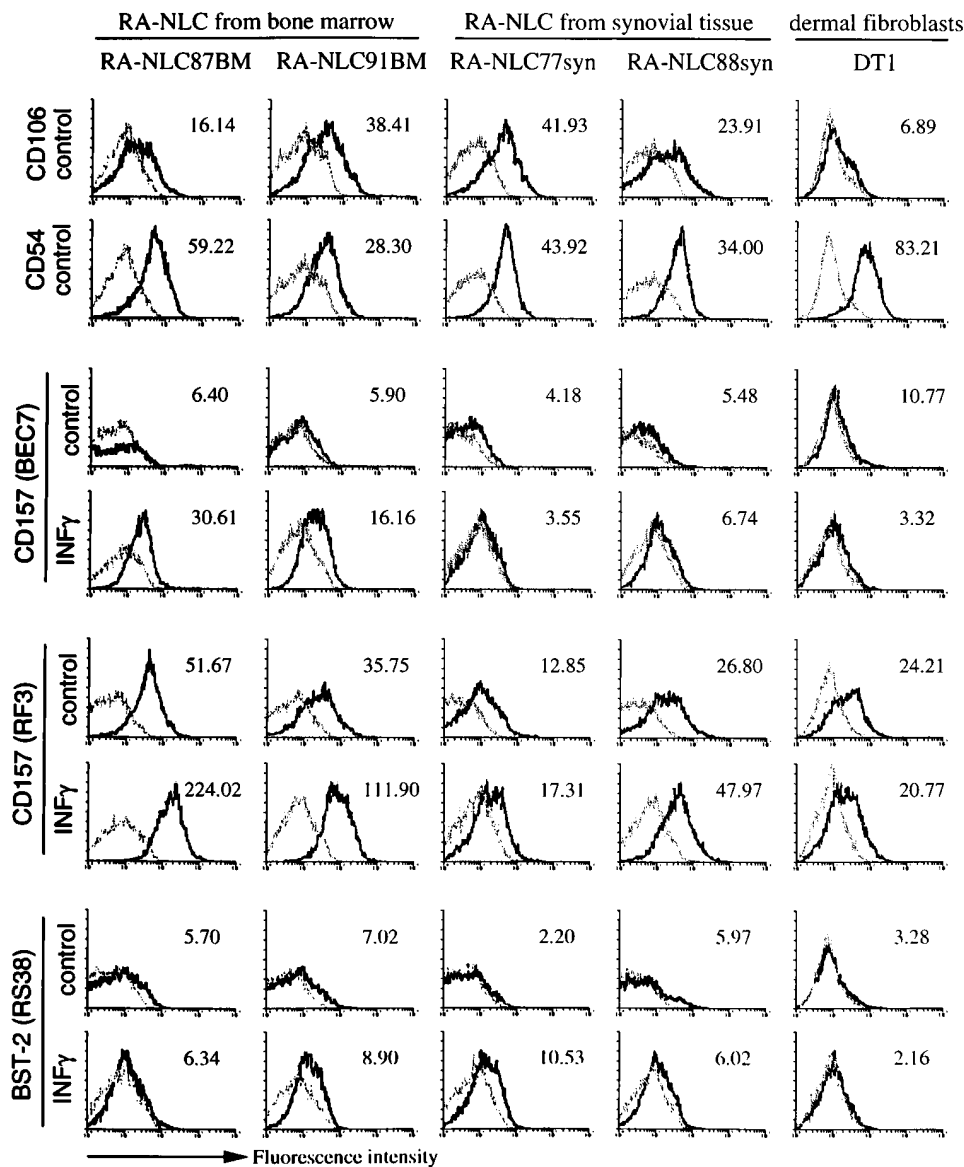 RA-NLC from bone marrow RA-NLC from synovial tissue dermal fibroblasts
RA-NLC87BM RA-NLC91BM RA-NLC77syn RA-NLC88syn DT1
CD106 control 16.14 38.41 41.93 23.91 6.89
CD54 control 59.22 28.30 43.92 34.00 83.21
CD157 (BEC7)
control 6.40 5.90 4.18 5.48 10.77
INFγ 30.61 16.16 3.55 6.74 3.32
CD157 (RF3)
control 51.67 35.75 12.85 26.80 24.21
INFγ 224.02 111.90 17.31 47.97 20.77
BST-2 (RS38)
control 5.70 7.02 2.20 5.97 3.28
INFγ 6.34 8.90 10.53 6.02 2.16
Fluorescence intensity